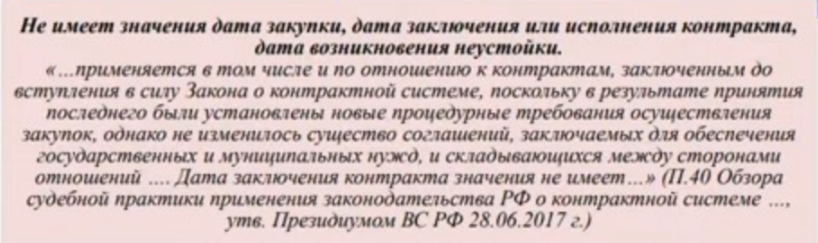 Не имеет значения дата закупки, дата заключения или исполнения контракта,
дата возникновения неустойки.
«…применяется в том числе и по отношению к контрактам, заключенным до
вступления в силу Закона о контрактной системе, поскольку в результате принятия
последнего были установлены новые процедурные требования осуществления
закупок, однако не изменилось существо соглашений, заключаемых для обеспечения
государственных и муниципальных нужд, и складывающихся между сторонами
отношений …. Дата заключения контракта значения не имеет…» (П.40 Обзора
судебной практики применения законодательства РФ о контрактной системе …,
утв. Президиумом ВС РФ 28.06.2017 г.)